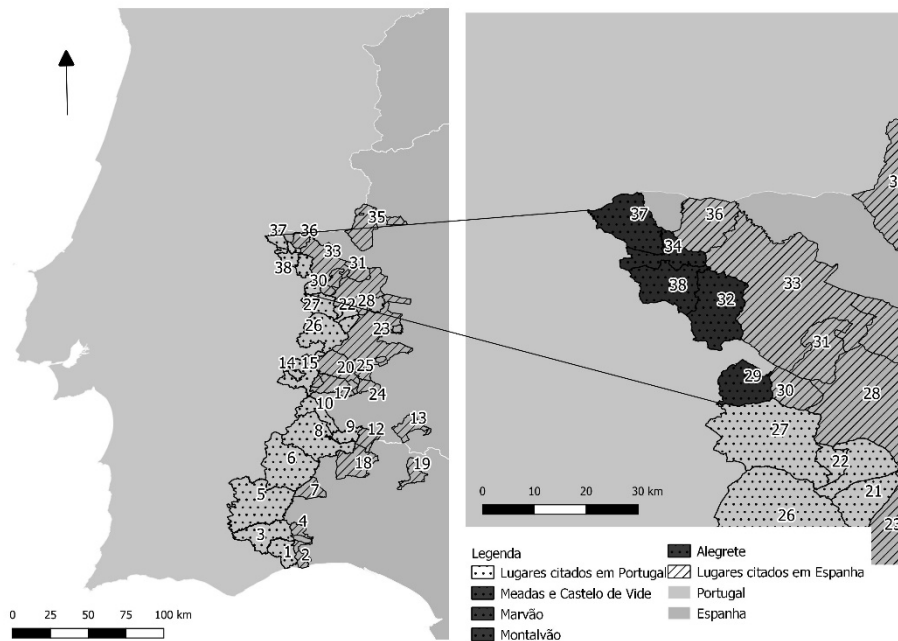 37 36 35
38 33 31
30
27 22 28
26 23
14 15 20 25
17 24
10
8 9 12 13
6 18 19
5 7
3 4
1 2
0 25 50 75 100 km
37 36
34
38 32 33
31
29 30 28
27
22
21
26 23
0 10 20 30 km
Legenda
Lugares citados em Portugal
Meadas e Castelo de Vide
Marvão
Montalvão
Alegrete
Lugares citados em Espanha
Portugal
Espanha